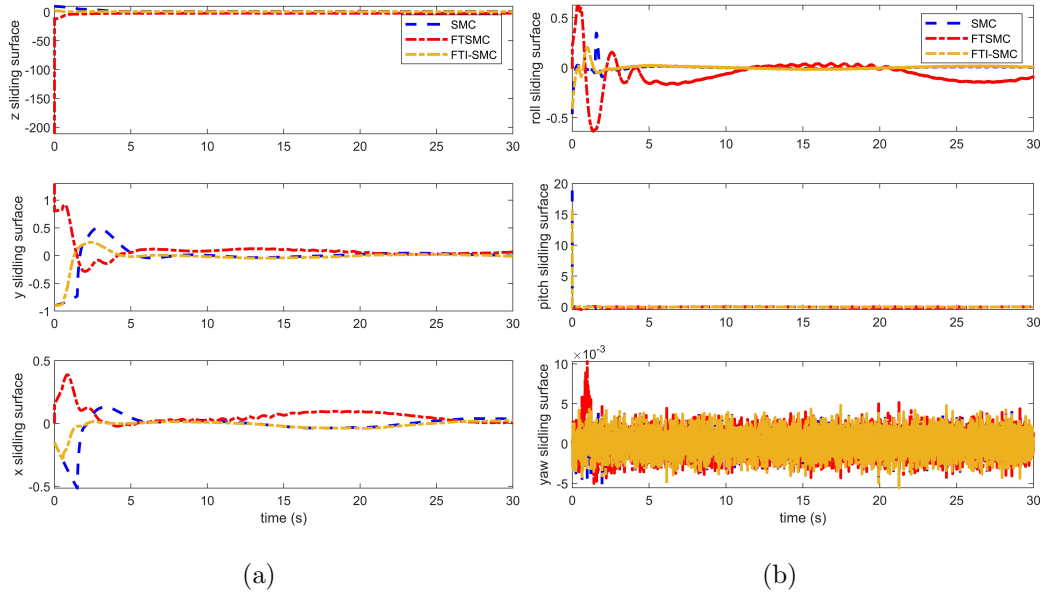 z sliding surface
0
-50
-100
-150
-200
SMC
FTSMC
FTI-SMC
0 5 10 15 20 25 30
y slidding surface
1
0.5
0
-0.5
-1
0 5 10 15 20 25 30
x sliding surface
0.5
0
-0.5
0 5 10 15 20 25 30
time (s)
(a)
roll sliding surface
0.5
0
-0.5
SMC
FTSMC
FTI-SMC
0 5 10 15 20 25 30
pitch sliding surface
20
15
10
5
0
0 5 10 15 20 25 30
yaw sliding surface
×10⁻³
10
5
0
-5
0 5 10 15 20 25 30
time (s)
(b)